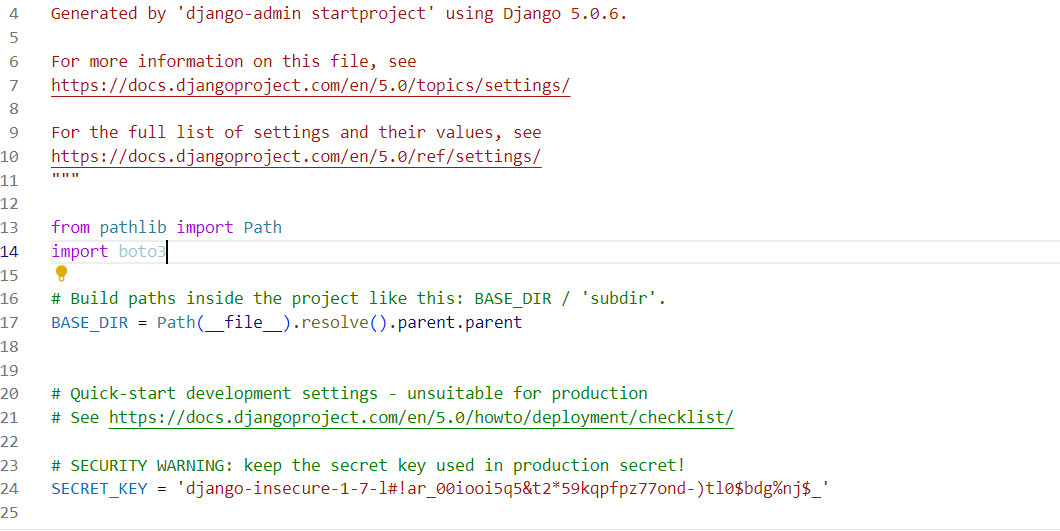 4 Generated by 'django-admin startproject' using Django 5.0.6.
5
6 For more information on this file, see
7 https://docs.djangoproject.com/en/5.0/topics/settings/
8
9 For the full list of settings and their values, see
10 https://docs.djangoproject.com/en/5.0/ref/settings/
11 """
12
13 from pathlib import Path
14 import boto3
15
16 # Build paths inside the project like this: BASE_DIR / 'subdir'.
17 BASE_DIR = Path(__file__).resolve().parent.parent
18
19
20 # Quick-start development settings - unsuitable for production
21 # See https://docs.djangoproject.com/en/5.0/howto/deployment/checklist/
22
23 # SECURITY WARNING: keep the secret key used in production secret!
24 SECRET_KEY = 'django-insecure-1-7-l#!ar_00iooi5q5&t2*59kqpfpz77ond-)tl0$bdg%nj$_'
25